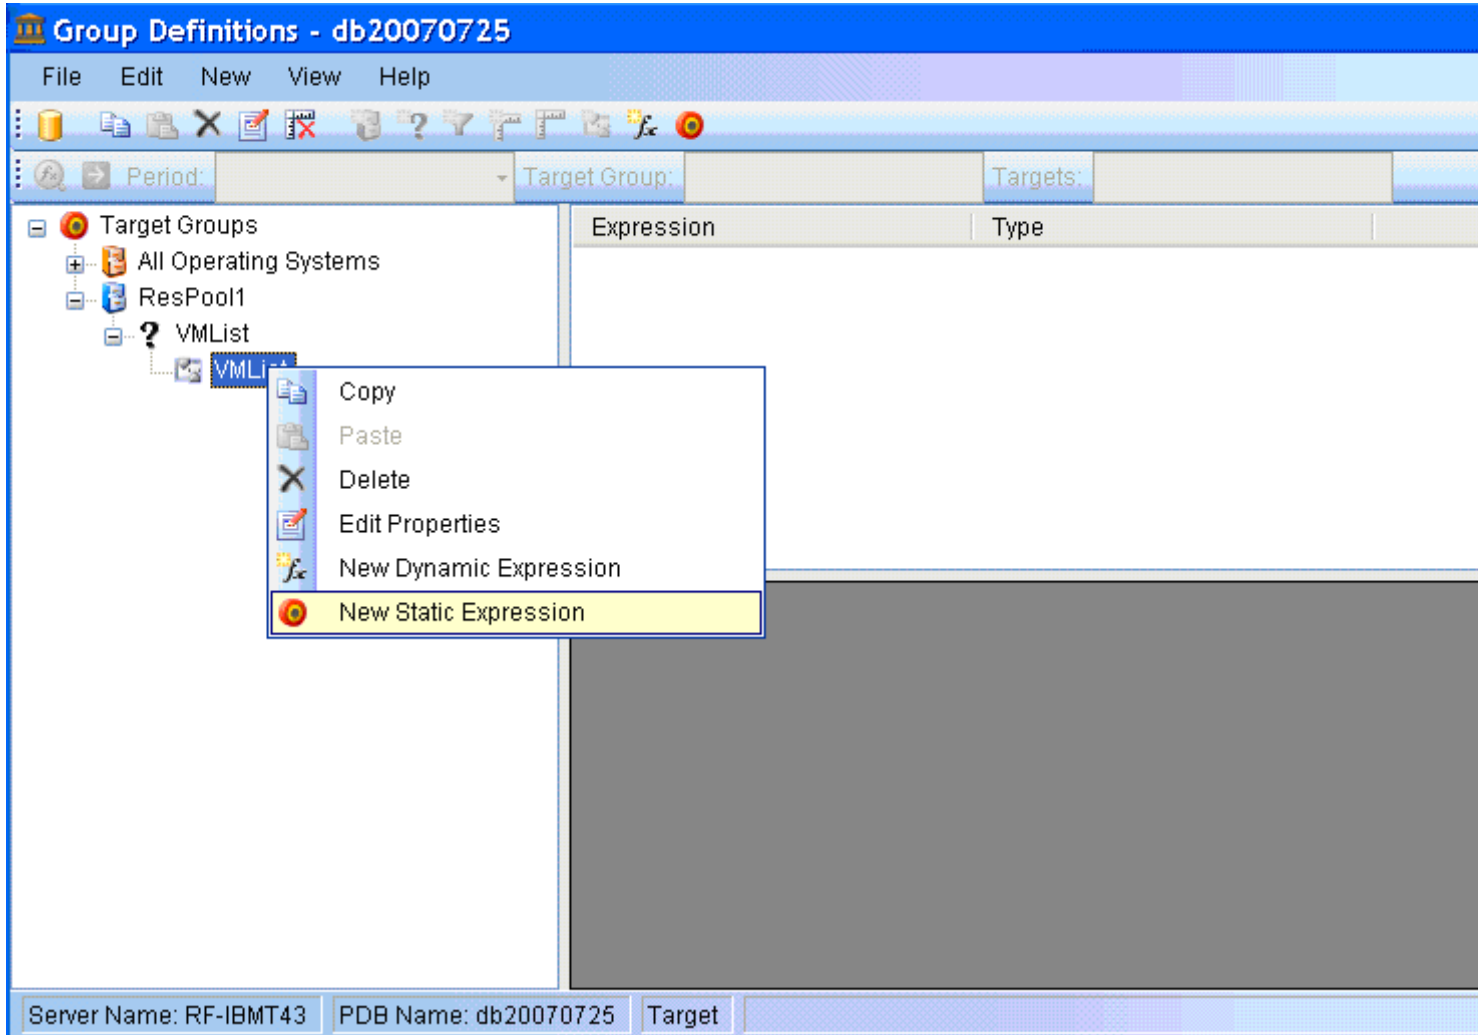 Group Definitions - db20070725
File Edit New View Help
Period: Target Group: Targets:
Target Groups
All Operating Systems
ResPool1
VMList
VMList
Expression Type
Copy
Paste
Delete
Edit Properties
New Dynamic Expression
New Static Expression
Server Name: RF-IBMT43 PDB Name: db20070725 Target